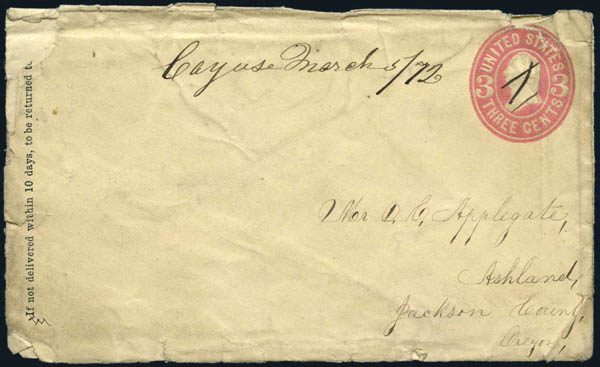 Cayuse March 5/72
UNITED STATES
3 3
THREE CENTS
If not delivered within 10 days, to be returned to
Mr O. C. Applegate,
Ashland,
Jackson County,
Oregon,